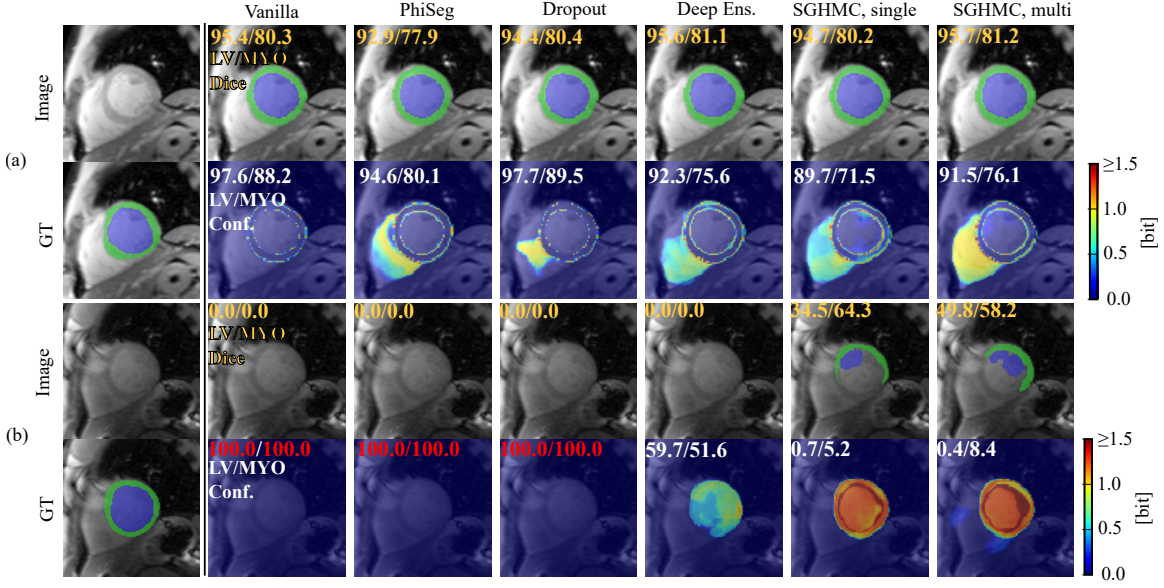 Vanilla PhiSeg Dropout Deep Ens. SGHMC, single SGHMC, multi
(a)
Image
95.4/80.3 92.9/77.9 94.4/80.4 95.6/81.1 94.7/80.2 95.7/81.2
LV/MYO
Dice
GT
97.6/88.2 94.6/80.1 97.7/89.5 92.3/75.6 89.7/71.5 91.5/76.1
LV/MYO
Conf.
≥1.5
1.0
0.5
0.0
[bit]
(b)
Image
0.0/0.0 0.0/0.0 0.0/0.0 0.0/0.0 34.5/64.3 49.8/58.2
LV/MYO
Dice
GT
100.0/100.0 100.0/100.0 100.0/100.0 59.7/51.6 0.7/5.2 0.4/8.4
LV/MYO
Conf.
≥1.5
1.0
0.5
0.0
[bit]